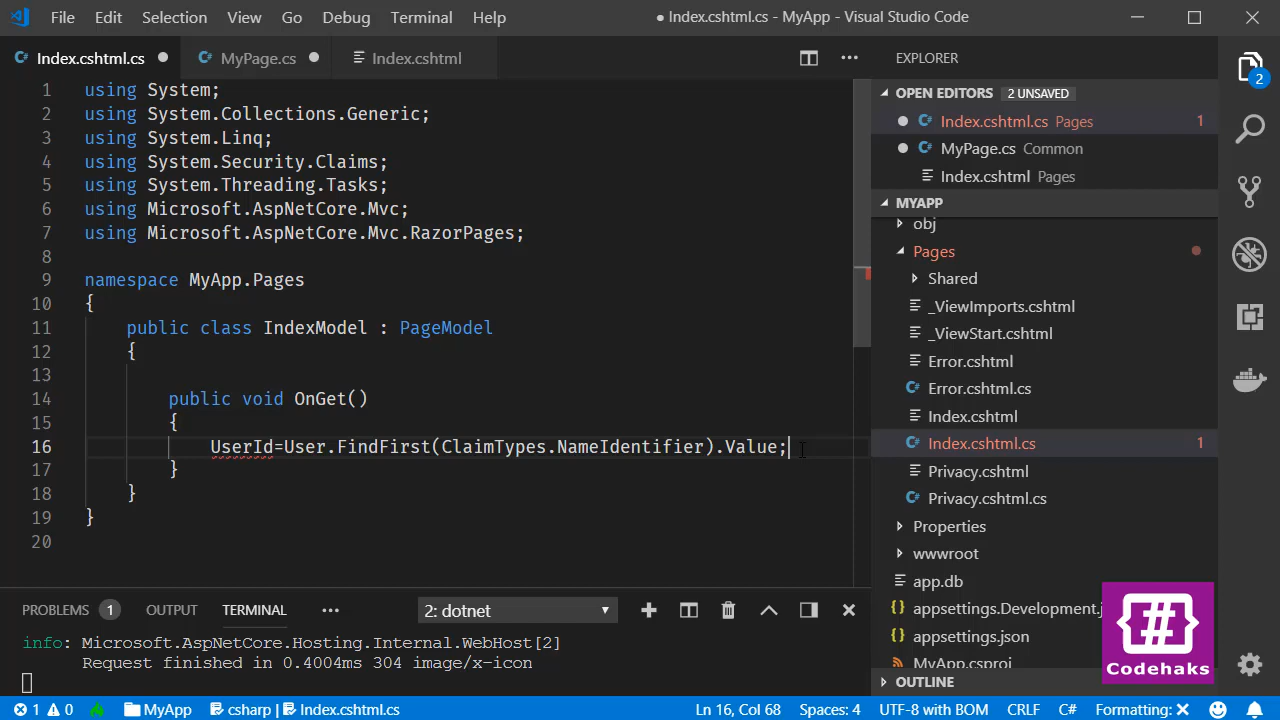 File Edit Selection View Go Debug Terminal Help ● Index.cshtml.cs - MyApp - Visual Studio Code
C# Index.cshtml.cs ● C# MyPage.cs ● Index.cshtml
1 using System;
2 using System.Collections.Generic;
3 using System.Linq;
4 using System.Security.Claims;
5 using System.Threading.Tasks;
6 using Microsoft.AspNetCore.Mvc;
7 using Microsoft.AspNetCore.Mvc.RazorPages;
8
9 namespace MyApp.Pages
10 {
11 public class IndexModel : PageModel
12 {
13
14 public void OnGet()
15 {
16 UserId=User.FindFirst(ClaimTypes.NameIdentifier).Value;
17 }
18 }
19 }
20
EXPLORER
OPEN EDITORS 2 UNSAVED
● C# Index.cshtml.cs Pages 1
● C# MyPage.cs Common
Index.cshtml Pages
MYAPP
obj
Pages
Shared
_ViewImports.cshtml
_ViewStart.cshtml
Error.cshtml
C# Error.cshtml.cs
Index.cshtml
C# Index.cshtml.cs 1
Privacy.cshtml
C# Privacy.cshtml.cs
Properties
wwwroot
app.db
{} appsettings.Development.j
{} appsettings.json
MyApp.csproj
OUTLINE
2
{#}
Codehaks
PROBLEMS 1 OUTPUT TERMINAL ••• 2: dotnet
info: Microsoft.AspNetCore.Hosting.Internal.WebHost[2]
Request finished in 0.4004ms 304 image/x-icon
1 0 MyApp csharp | Index.cshtml.cs Ln 16, Col 68 Spaces: 4 UTF-8 with BOM CRLF C# Formatting: ✕